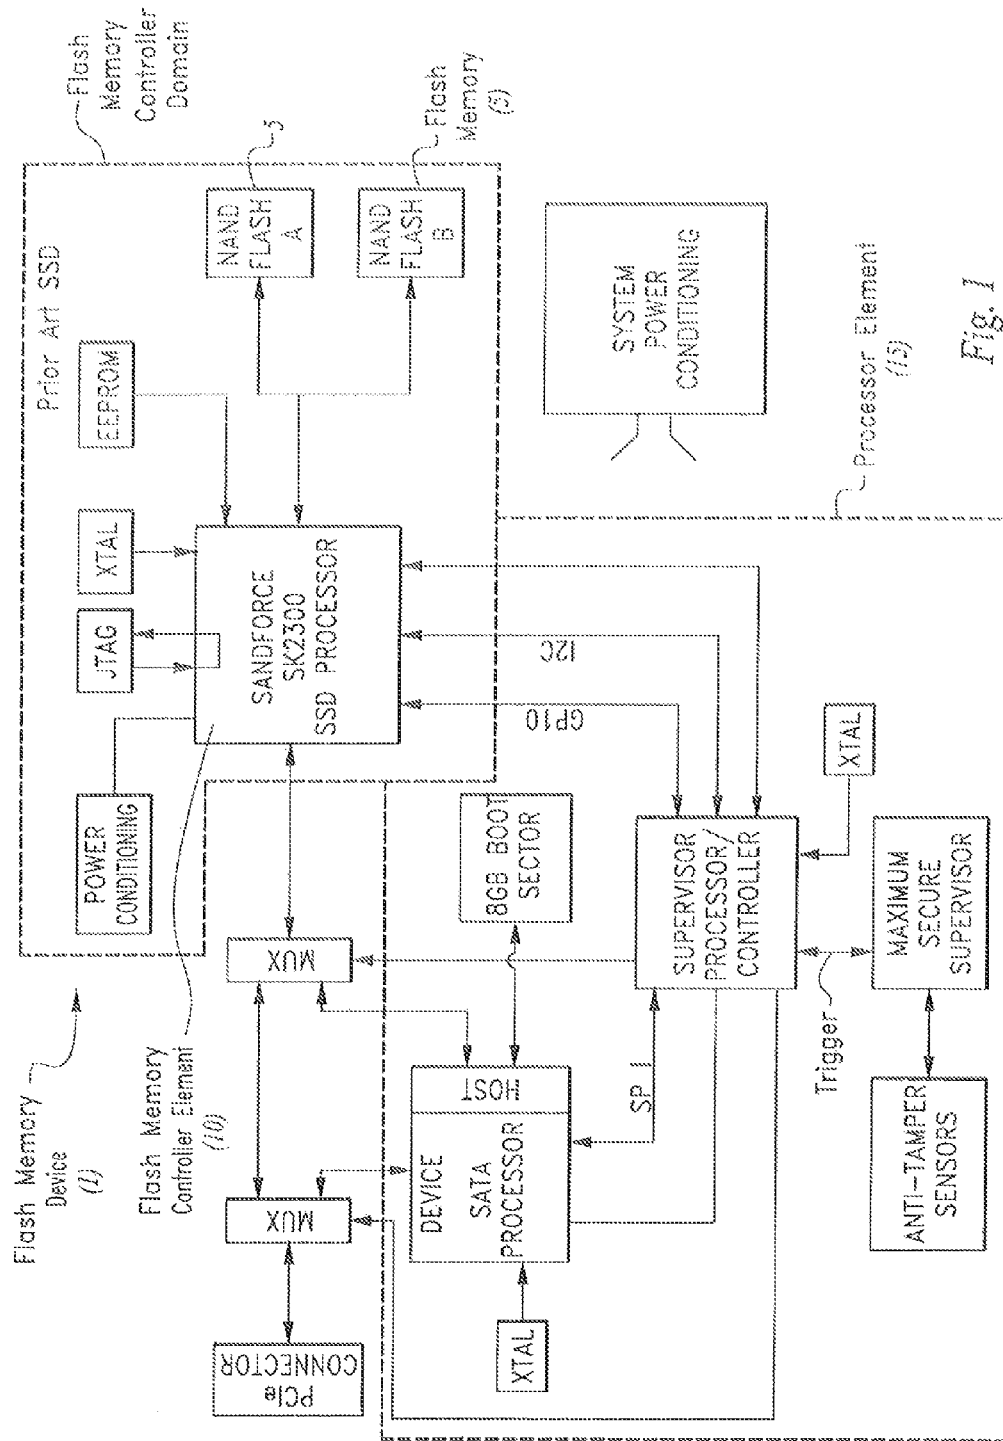 Flash Memory
Device
(1)
Flash Memory
Controller Element
(10)
Flash
Memory
Controller
Domain
Prior Art SSD
POWER
CONDITIONING
JTAG
XTAL
EEPROM
SANDFORCE
SK2300
SSD PROCESSOR
NAND
FLASH
A
5
NAND
FLASH
B
Flash
Memory
(5)
PCIe
CONNECTOR
MUX
MUX
DEVICE
SATA
PROCESSOR
HOST
XTAL
8GB BOOT
SECTOR
GPIO
I2C
SP I
SUPERVISOR
PROCESSOR/
CONTROLLER
XTAL
Trigger
MAXIMUM
SECURE
SUPERVISOR
ANTI-TAMPER
SENSORS
SYSTEM
POWER
CONDITIONING
Processor Element
(15)
Fig. 1